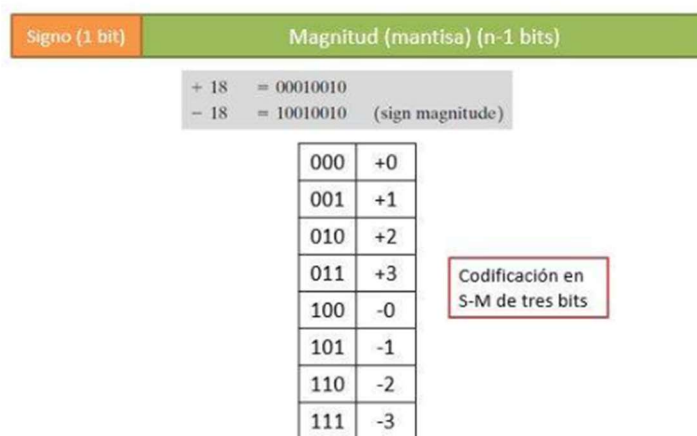 Signo (1 bit) Magnitud (mantisa) (n-1 bits)
+ 18 = 00010010
− 18 = 10010010 (sign magnitude)
000 +0
001 +1
010 +2
011 +3
100 -0
101 -1
110 -2
111 -3
Codificación en
S-M de tres bits